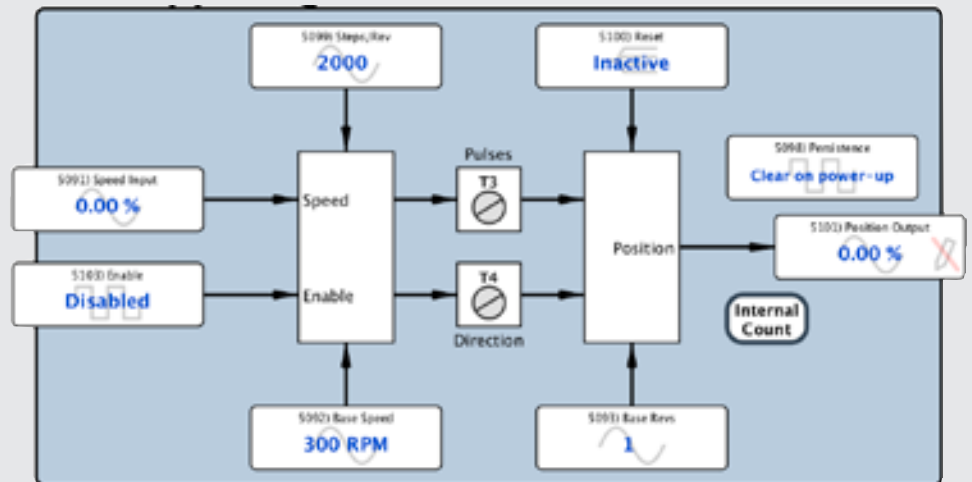 5099) Steps/Rev
2000
5100) Reset
Inactive
Pulses
T3
5098) Persistence
Clear on power-up
5091) Speed Input
0.00 %
Speed
5101) Position Output
0.00 %
Position
5103) Enable
Disabled
Enable
T4
Direction
Internal
Count
5092) Base Speed
300 RPM
5093) Base Revs
1